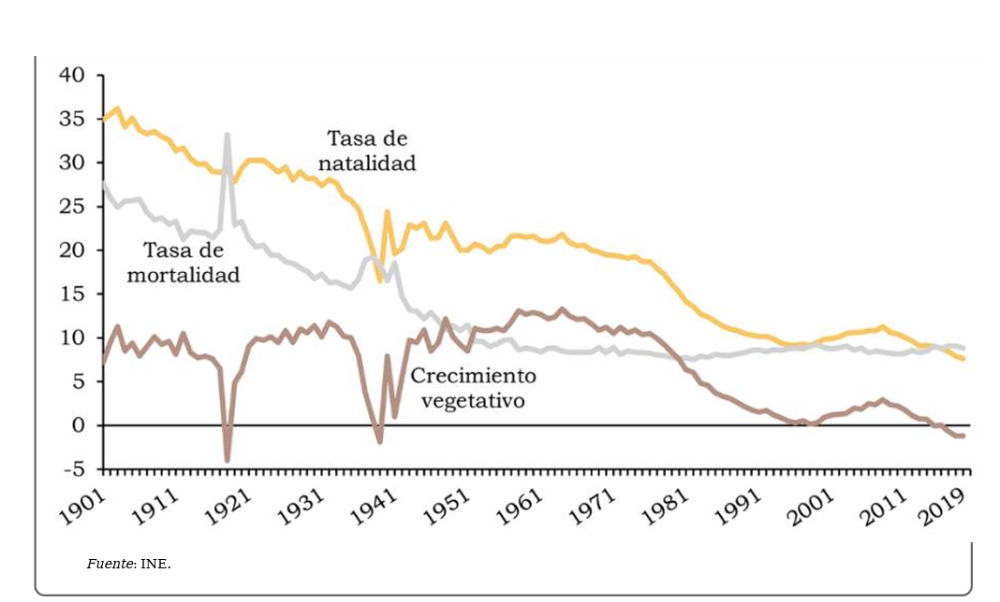 40
35
30
25
20
15
10
5
0
-5
Tasa de
natalidad
Tasa de
mortalidad
Crecimiento
vegetativo
1901 1911 1921 1931 1941 1951 1961 1971 1981 1991 2001 2011 2019
Fuente: INE.